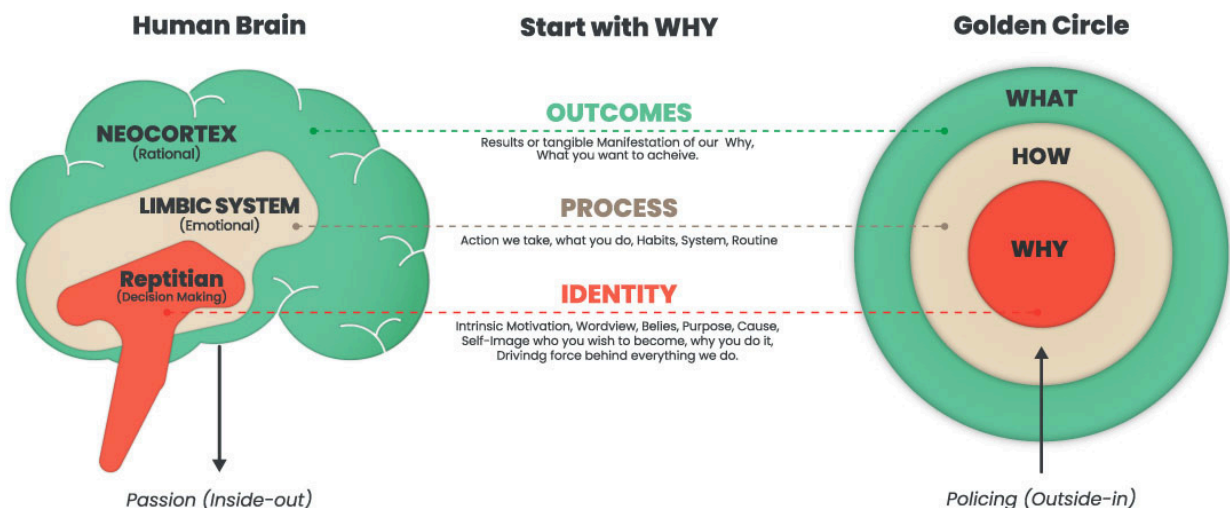 Human Brain
Start with WHY
Golden Circle
NEOCORTEX
(Rational)
LIMBIC SYSTEM
(Emotional)
Reptitian
(Decision Making)
Passion (Inside-out)
OUTCOMES
Results or tangible Manifestation of our Why,
What you want to acheive.
PROCESS
Action we take, what you do, Habits, System, Routine
IDENTITY
Intrinsic Motivation, Wordview, Belies, Purpose, Cause,
Self-Image who you wish to become, why you do it,
Drivindg force behind everything we do.
WHAT
HOW
WHY
Policing (Outside-in)